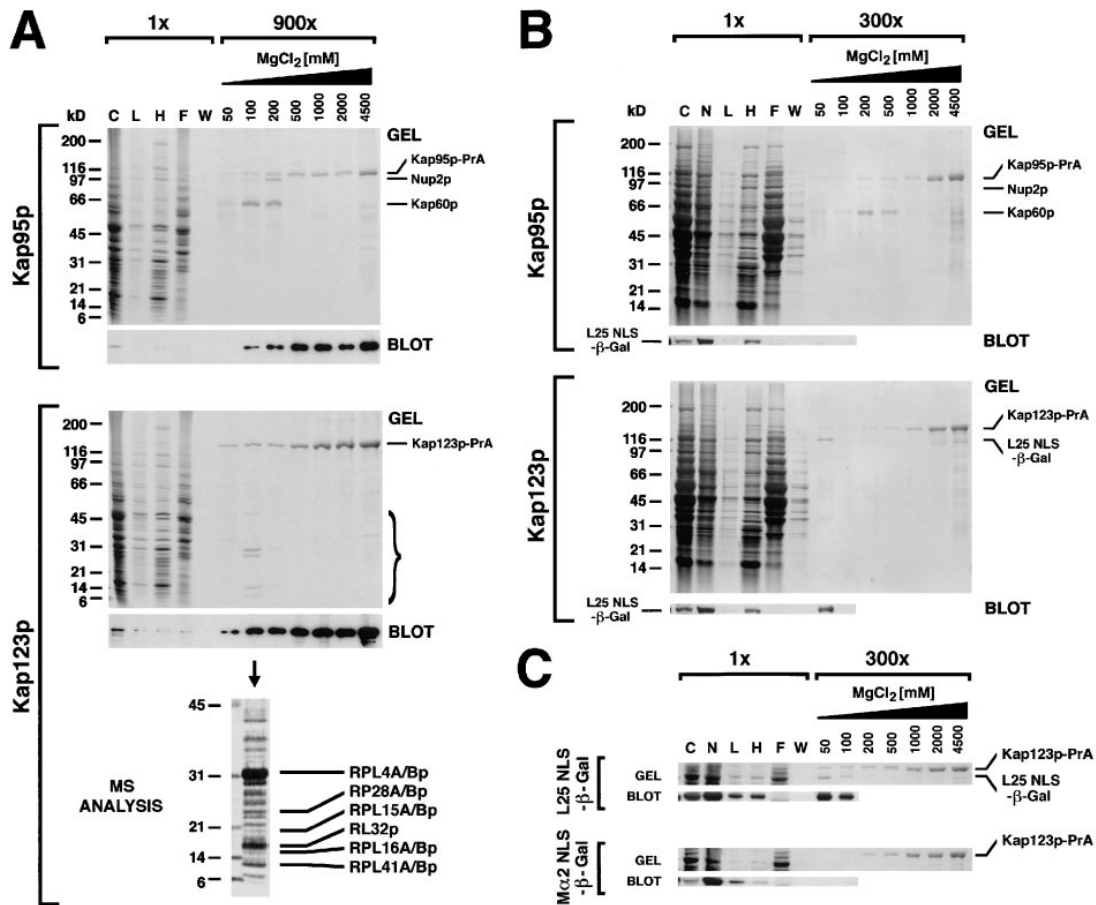 A
1x
900x
MgCl2 [mM]
kD
C L H F W 50 100 200 500 1000 2000 4500
Kap95p
200
116
97
66
45
31
21
14
6
GEL
Kap95p-PrA
Nup2p
Kap60p
BLOT
Kap123p
200
116
97
66
45
31
21
14
6
GEL
Kap123p-PrA
BLOT
MS
ANALYSIS
45
31
21
14
6
RPL4A/Bp
RP28A/Bp
RPL15A/Bp
RL32p
RPL16A/Bp
RPL41A/Bp
B
1x
300x
MgCl2 [mM]
kD
C N L H F W 50 100 200 500 1000 2000 4500
Kap95p
200
116
97
66
45
31
21
14
GEL
Kap95p-PrA
Nup2p
Kap60p
L25 NLS
-β-Gal
BLOT
Kap123p
200
116
97
66
45
31
21
14
GEL
Kap123p-PrA
L25 NLS
-β-Gal
L25 NLS
-β-Gal
BLOT
C
1x
300x
MgCl2 [mM]
C N L H F W 50 100 200 500 1000 2000 4500
L25 NLS
-β-Gal
GEL
BLOT
Kap123p-PrA
L25 NLS
-β-Gal
Mα2 NLS
-β-Gal
GEL
BLOT
Kap123p-PrA